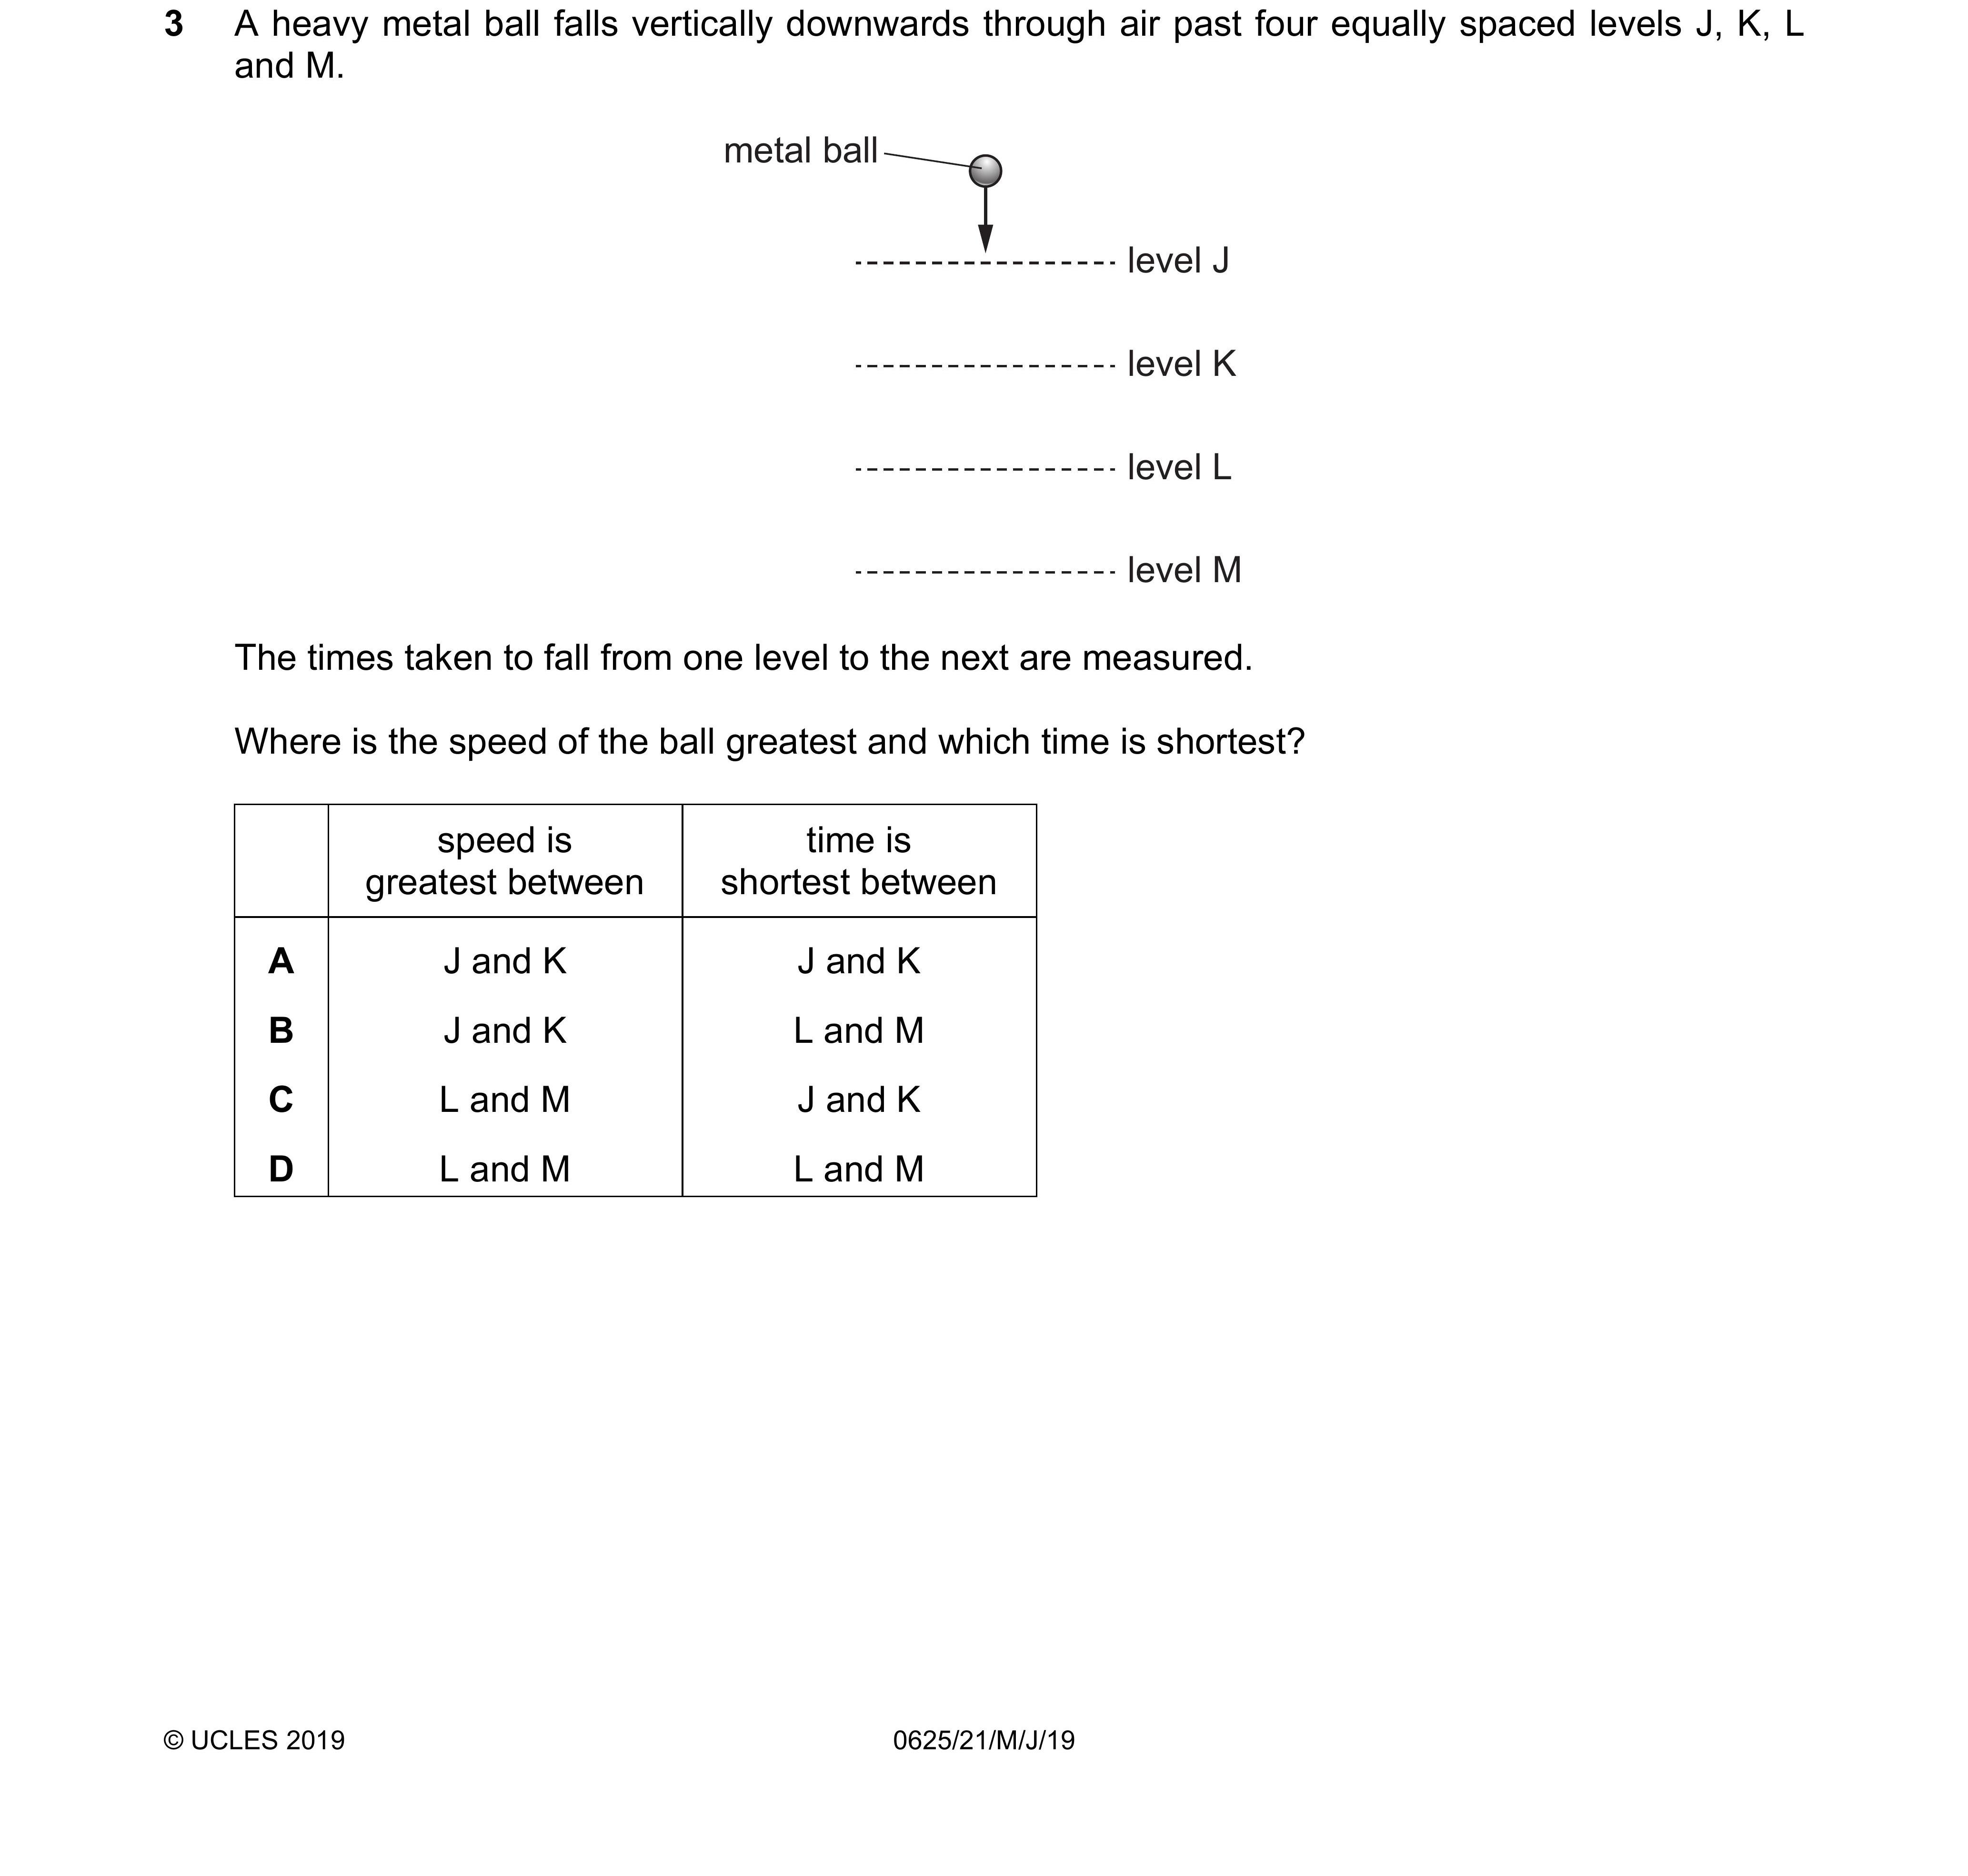 3 A heavy metal ball falls vertically downwards through air past four equally spaced levels J, K, L
and M.
metal ball
level J
level K
level L
level M
The times taken to fall from one level to the next are measured.
Where is the speed of the ball greatest and which time is shortest?
speed is greatest between
time is shortest between
A J and K J and K
B J and K L and M
C L and M J and K
D L and M L and M
© UCLES 2019 0625/21/M/J/19